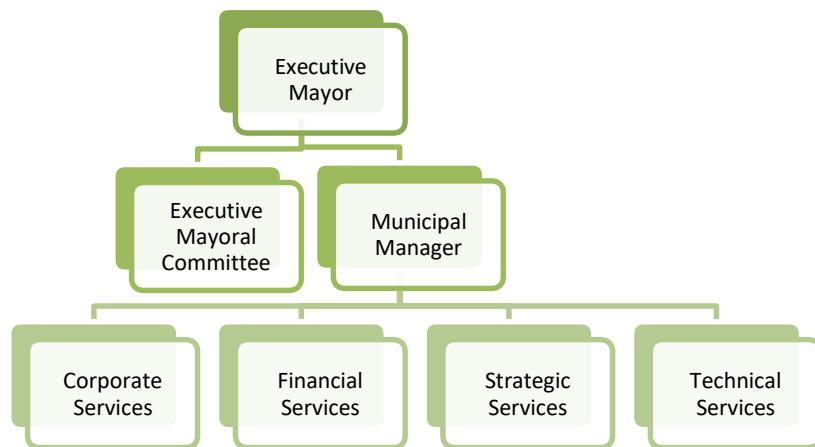 Executive
Mayor
Executive
Mayoral
Committee
Municipal
Manager
Corporate
Services
Financial
Services
Strategic
Services
Technical
Services